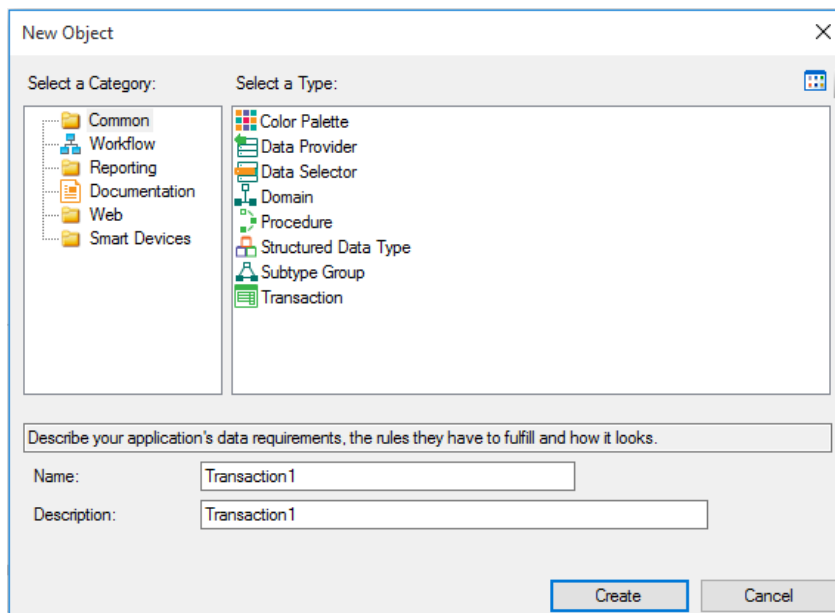 New Object
Select a Category:
Select a Type:
Common
Workflow
Reporting
Documentation
Web
Smart Devices
Color Palette
Data Provider
Data Selector
Domain
Procedure
Structured Data Type
Subtype Group
Transaction
Describe your application's data requirements, the rules they have to fulfill and how it looks.
Name:
Transaction1
Description:
Transaction1
Create
Cancel